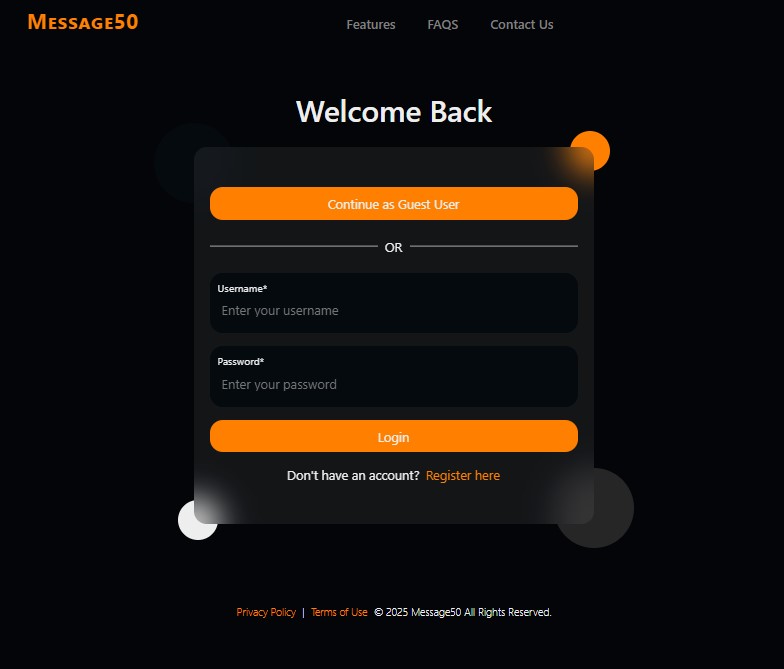 Message50
Features FAQS Contact Us
Welcome Back
Continue as Guest User
OR
Username*
Enter your username
Password*
Enter your password
Login
Don't have an account? Register here
Privacy Policy | Terms of Use © 2025 Message50 All Rights Reserved.